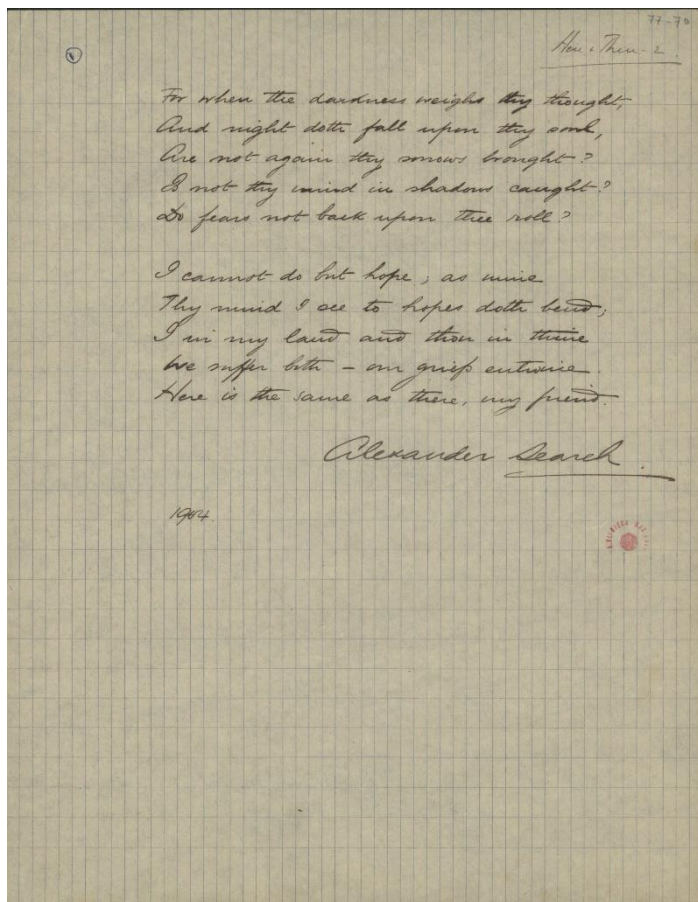 77-78
Here & There - 2.
For when the darkness weighs thy thought,
And night doth fall upon thy soul,
Are not again thy sorrows brought?
Is not thy mind in shadows caught?
Do fears not back upon thee roll?
I cannot do but hope; as mine
Thy mind I see to hopes doth bend;
I in my land and thou in thine
We suffer both – our griefs entwine.
Here is the same as there, my friend.
Alexander Search.
1904.